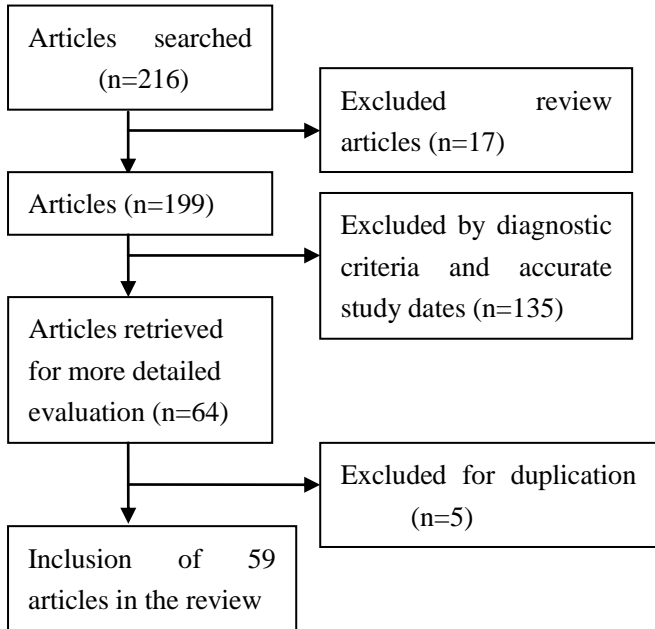 Articles searched
(n=216)
Excluded review
articles (n=17)
Articles (n=199)
Excluded by diagnostic
criteria and accurate
study dates (n=135)
Articles retrieved
for more detailed
evaluation (n=64)
Excluded for duplication
(n=5)
Inclusion of 59
articles in the review